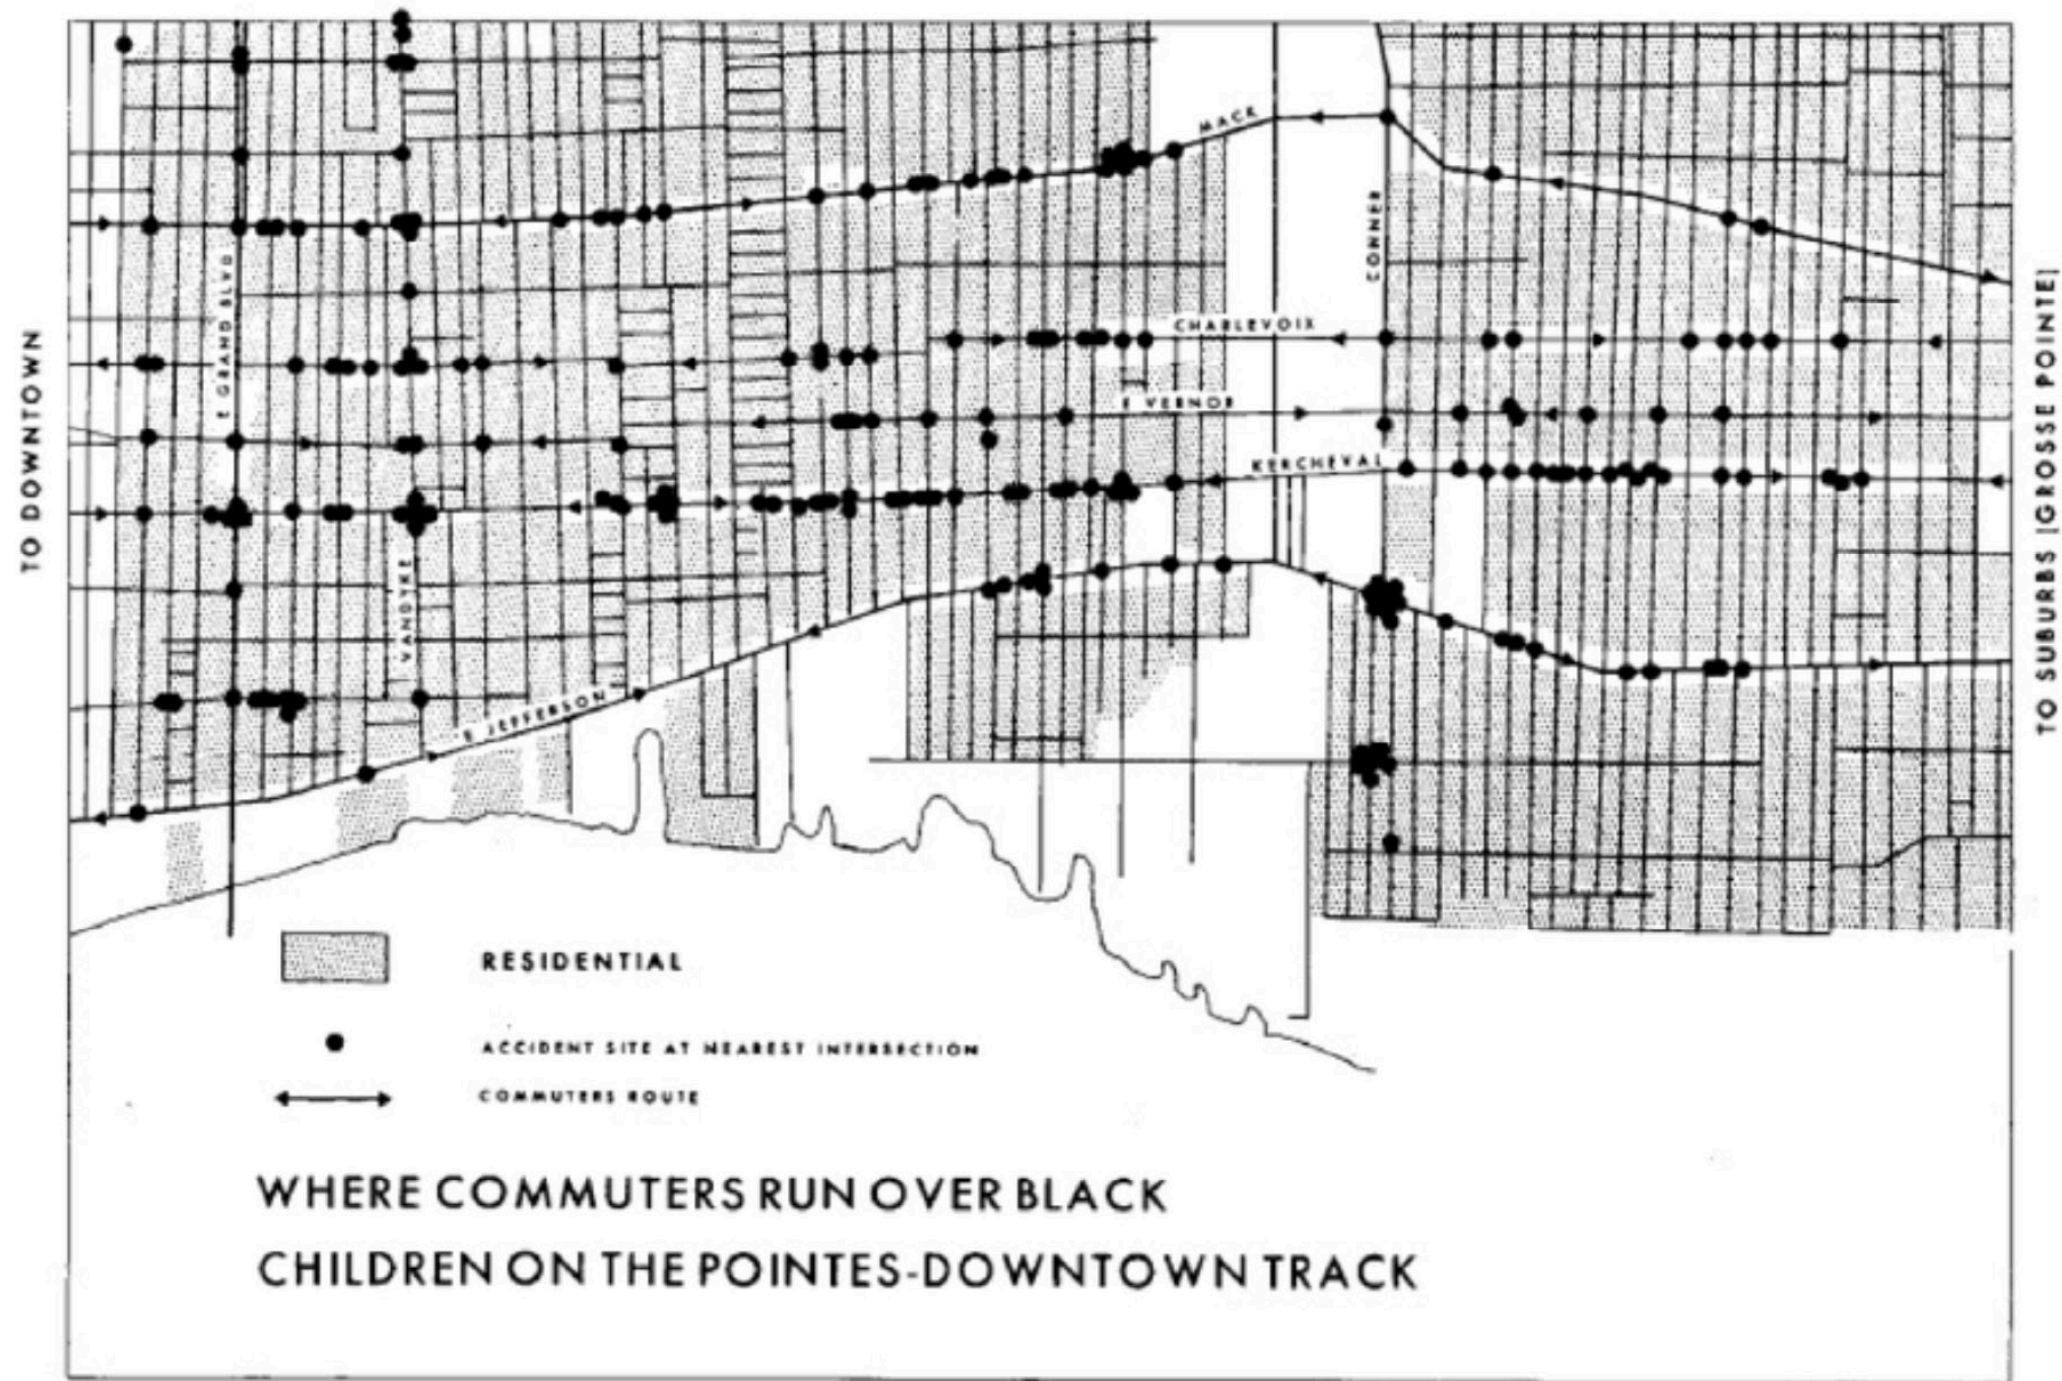 MACK
CONNER
E GRAND BLVD
CHARLEVOIX
E VERNOR
KERCHEVAL
VANDYKE
E JEFFERSON
TO DOWNTOWN
TO SUBURBS [GROSSE POINTE]
RESIDENTIAL
ACCIDENT SITE AT NEAREST INTERSECTION
COMMUTERS ROUTE
WHERE COMMUTERS RUN OVER BLACK
CHILDREN ON THE POINTES-DOWNTOWN TRACK